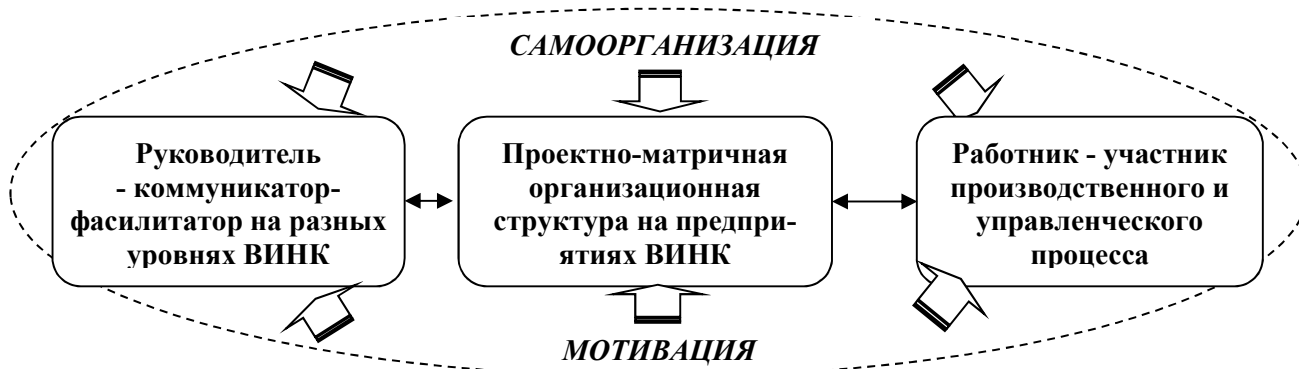 САМООРГАНИЗАЦИЯ
Руководитель
- коммуникатор-
фасилитатор на разных
уровнях ВИНК
Проектно-матричная
организационная
структура на предпри-
ятиях ВИНК
Работник - участник
производственного и
управленческого
процесса
МОТИВАЦИЯ